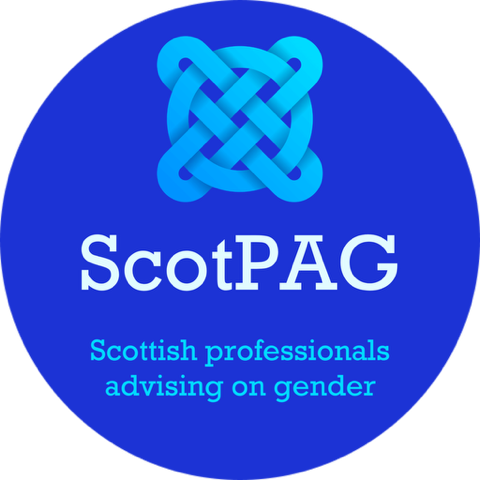 ScotPAG
Scottish professionals
advising on gender